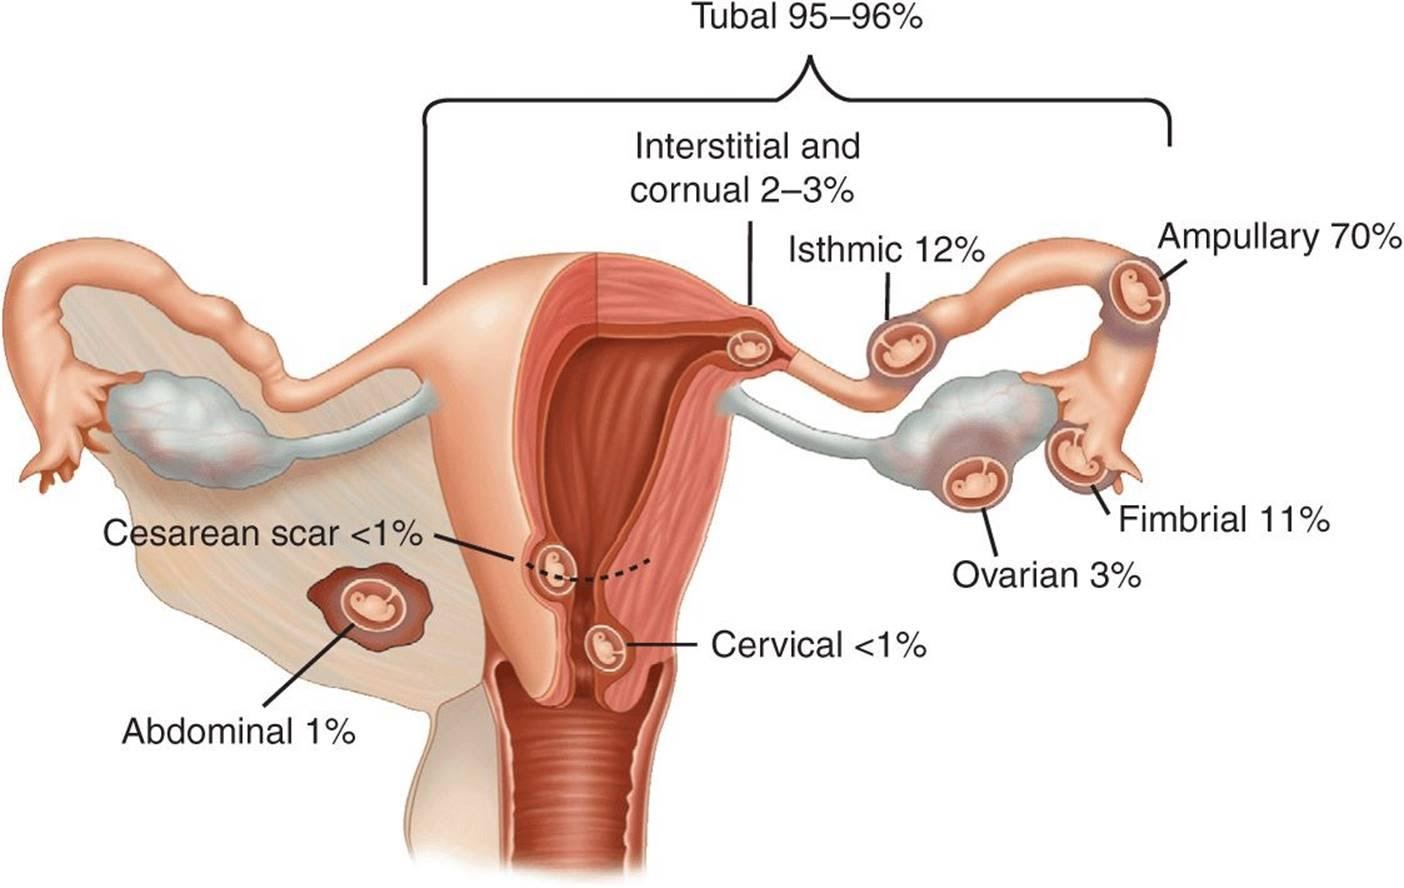 Tubal 95–96%
Interstitial and
cornual 2–3%
Isthmic 12%
Ampullary 70%
Fimbrial 11%
Ovarian 3%
Cesarean scar <1%
Cervical <1%
Abdominal 1%